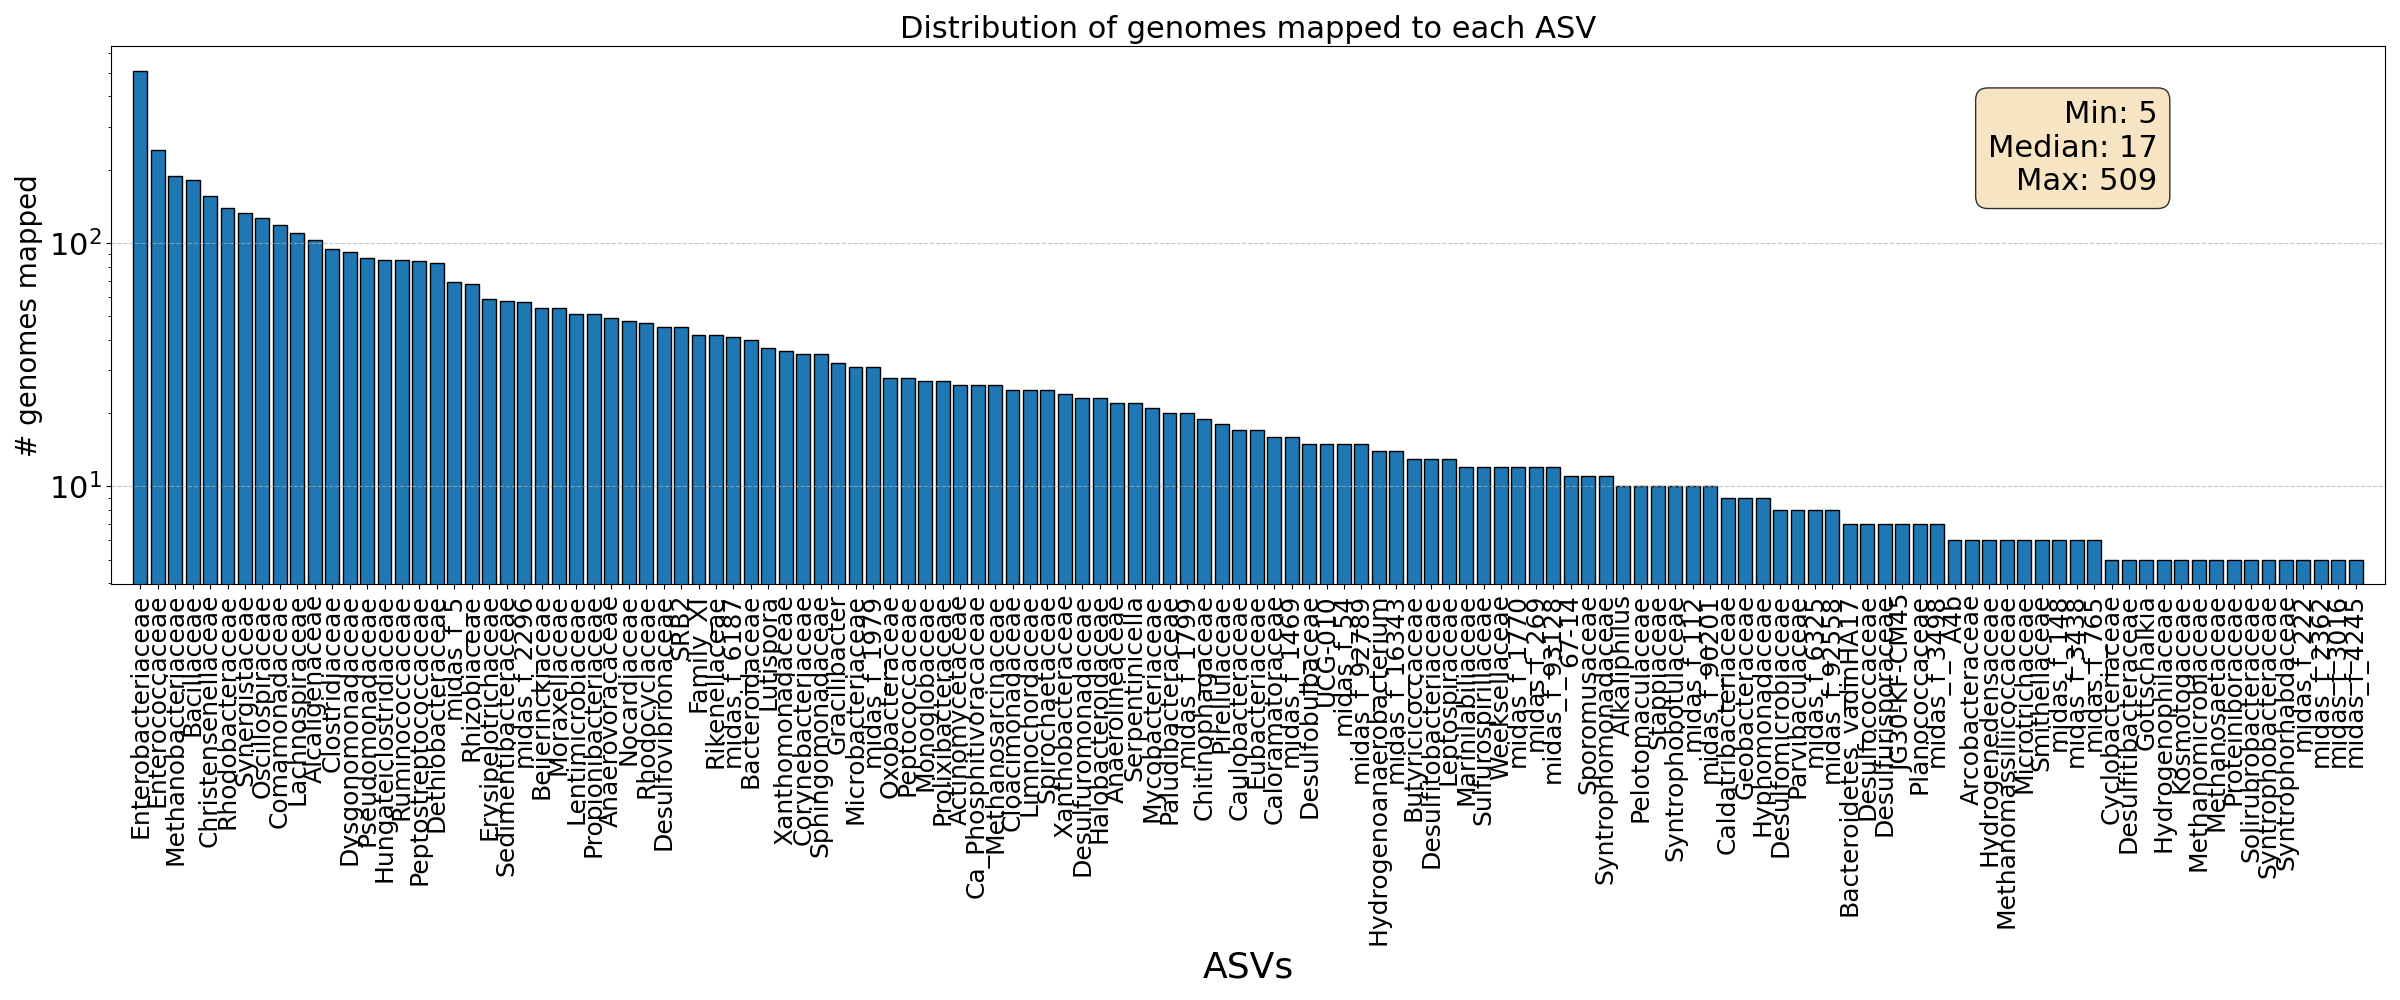 Distribution of genomes mapped to each ASV
# genomes mapped
10²
10¹
Min: 5
Median: 17
Max: 509
Enterobacteriaceae
Enterococcaceae
Methanobacteriaceae
Bacillaceae
Christensenellaceae
Rhodobacteraceae
Synergistaceae
Oscillospiraceae
Comamonadaceae
Lachnospiraceae
Alcaligenaceae
Clostridiaceae
Dysgonomonadaceae
Pseudomonadaceae
Hungateiclostridiaceae
Ruminococcaceae
Peptostreptococcaceae
Dethiobacteraceae
midas_f_5
Rhizobiaceae
Erysipelotrichaceae
Sedimentibacteraceae
midas_f_2296
Beijerinckiaceae
Moraxellaceae
Lentimicrobiaceae
Propionibacteriaceae
Anaerovoracaceae
Nocardiaceae
Rhodocyclaceae
Desulfovibrionaceae
SRB2
Family_XI
Rikenellaceae
midas_f_6187
Bacteroidaceae
Lutispora
Xanthomonadaceae
Corynebacteriaceae
Sphingomonadaceae
Gracilibacter
Microbacteriaceae
midas_f_1979
Oxobacteraceae
Peptococcaceae
Monoglobaceae
Prolixibacteraceae
Actinomycetaceae
Ca_Phosphitivoraceae
Methanosarcinaceae
Cloacimonadaceae
Limnochordaceae
Spirochaetaceae
Xanthobacteraceae
Desulfuromonadaceae
Halobacteroidaceae
Anaerolineaceae
Serpentinicella
Mycobacteriaceae
Paludibacteraceae
midas_f_1799
Chitinophagaceae
Pirellulaceae
Caulobacteraceae
Eubacteriaceae
Caloramatoraceae
midas_f_1469
Desulfobulbaceae
UCG-010
midas_f_54
midas_f_92789
Hydrogenoanaerobacterium
midas_f_16343
Butyricicoccaceae
Desulfitobacteriaceae
Leptospiraceae
Marinilabiliaceae
Sulfurospirillaceae
Weeksellaceae
midas_f_1770
midas_f_269
midas_f_93128
67-14
Sporomusaceae
Syntrophomonadaceae
Alkaliphilus
Pelotomaculaceae
Stappiaceae
Syntrophobotulaceae
midas_f_112
midas_f_90201
Caldatribacteriaceae
Geobacteraceae
Hyphomonadaceae
Desulfomicrobiaceae
Parvibaculaceae
midas_f_6325
midas_f_92558
Bacteroidetes_vadinHA17
Desulfococcaceae
Desulfurisporaceae
JG30-KF-CM45
Planococcaceae
midas_f_3498
A4b
Arcobacteraceae
Hydrogenedensaceae
Methanomassiliicoccaceae
Microtrichaceae
Smithellaceae
midas_f_148
midas_f_3438
midas_f_765
Cyclobacteriaceae
Desulfitibacteraceae
Gottschalkia
Hydrogenophilaceae
Kosmotogaceae
Methanomicrobiaceae
Methanosaetaceae
Proteiniboraceae
Solirubrobacteraceae
Syntrophobacteraceae
Syntrophorhabdaceae
midas_f_222
midas_f_2362
midas_f_3016
midas_f_4245
ASVs